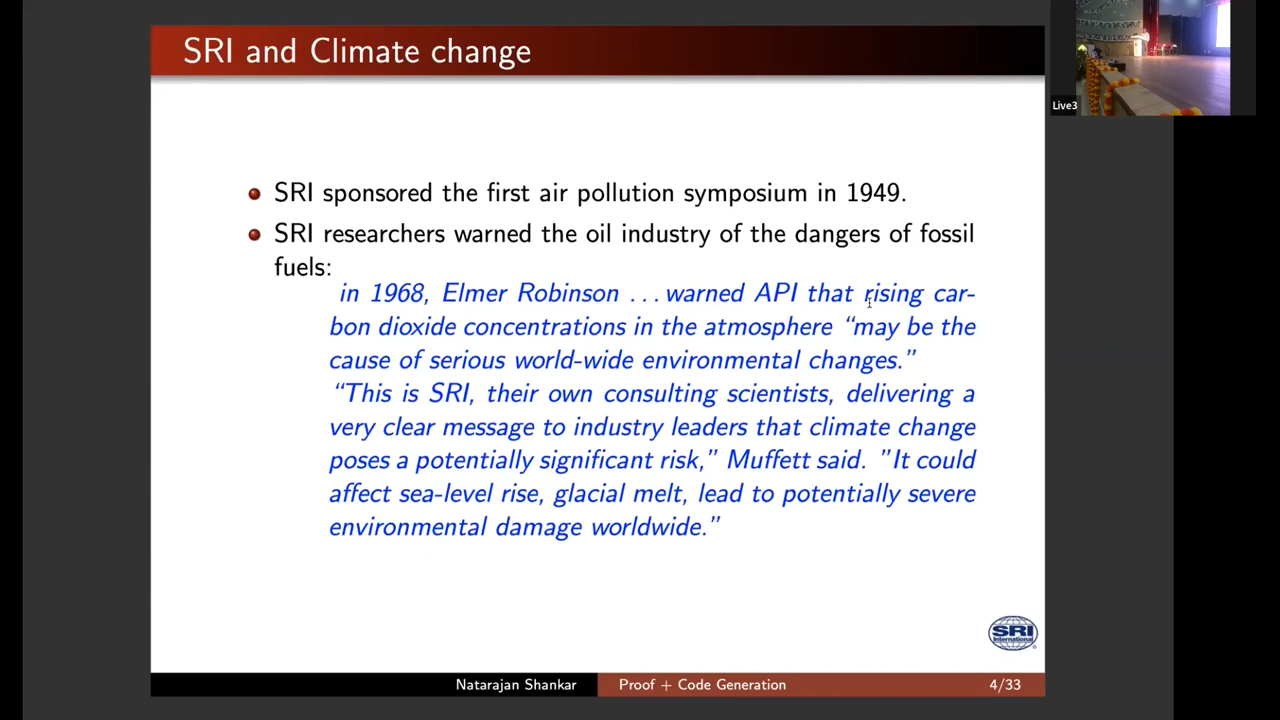 SRI and Climate change
Live3
SRI sponsored the first air pollution symposium in 1949.
SRI researchers warned the oil industry of the dangers of fossil
fuels:
in 1968, Elmer Robinson ... warned API that rising car-
bon dioxide concentrations in the atmosphere “may be the
cause of serious world-wide environmental changes.”
“This is SRI, their own consulting scientists, delivering a
very clear message to industry leaders that climate change
poses a potentially significant risk,” Muffett said. ”It could
affect sea-level rise, glacial melt, lead to potentially severe
environmental damage worldwide.”
SRI
International
Natarajan Shankar
Proof + Code Generation
4/33